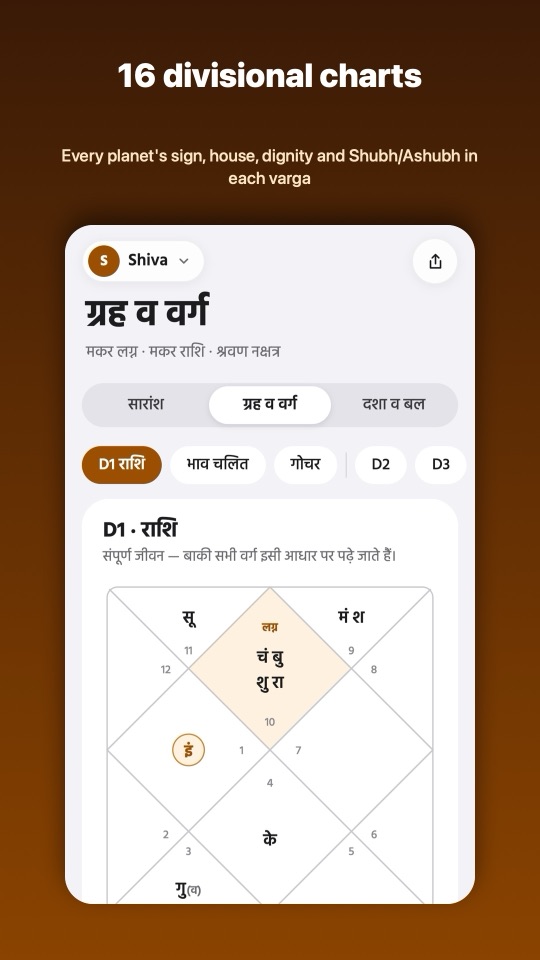 16 divisional charts
Every planet's sign, house, dignity and Shubh/Ashubh in
each varga
S Shiva
ग्रह व वर्ग
मकर लग्न · मकर राशि · श्रवण नक्षत्र
सारांश ग्रह व वर्ग दशा व बल
D1 राशि भाव चलित गोचर D2 D3
D1 · राशि
संपूर्ण जीवन — बाकी सभी वर्ग इसी आधार पर पढ़े जाते हैं।
सू लग्न मं श
चं बु
शु रा
11 9
12 8
10
इं 1 7
4
के
2 6
3 5
गु(व)